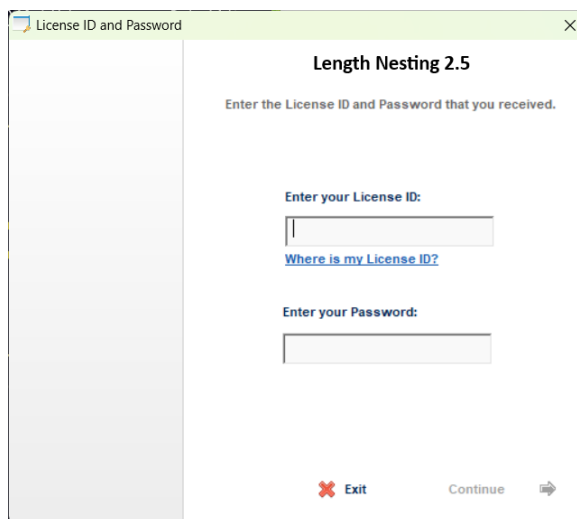 License ID and Password
Length Nesting 2.5
Enter the License ID and Password that you received.
Enter your License ID:
Where is my License ID?
Enter your Password:
Exit
Continue